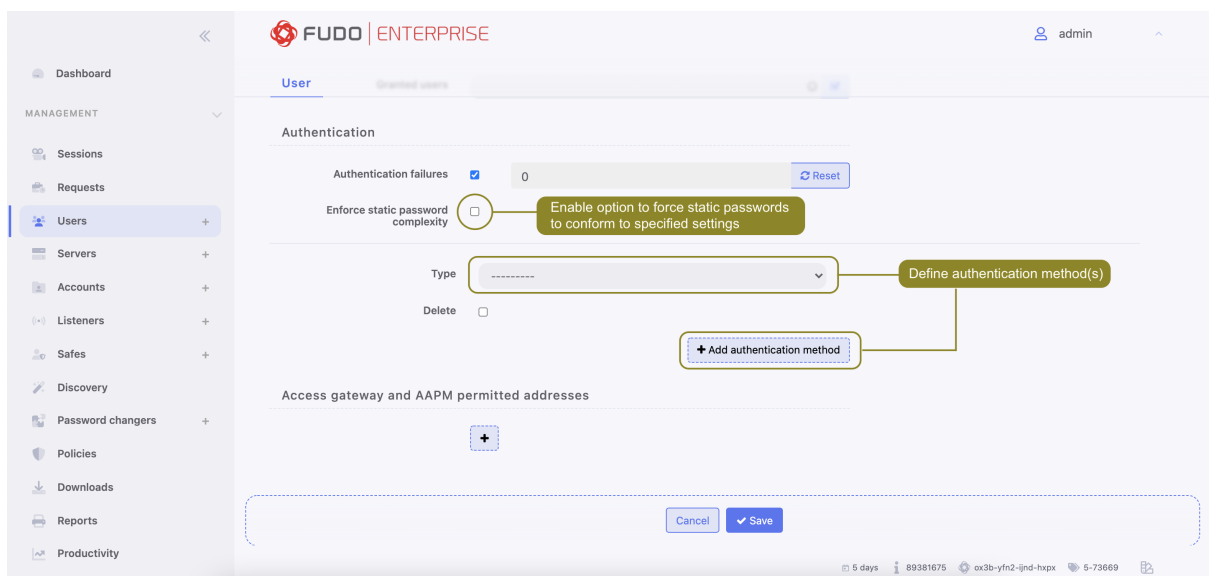 FUDO ENTERPRISE
admin
Dashboard
MANAGEMENT
Sessions
Requests
Users +
Servers +
Accounts +
Listeners +
Safes +
Discovery
Password changers +
Policies
Downloads
Reports
Productivity
User
Granted users
Authentication
Authentication failures
0
Reset
Enforce static password
complexity
Enable option to force static passwords
to conform to specified settings
Type
---------
Define authentication method(s)
Delete
+ Add authentication method
Access gateway and AAPM permitted addresses
+
Cancel
Save
5 days 89381675 ox3b-yfn2-ijnd-hxpx 5-73669